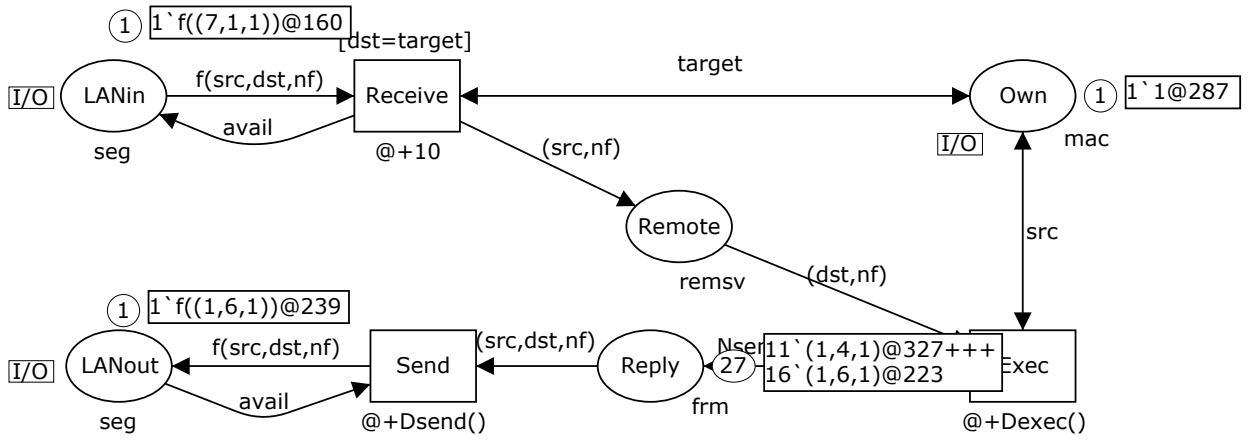 1 1`f((7,1,1))@160
[dst=target]
I/O LANin f(src,dst,nf) Receive target Own 1 1`1@287
avail
seg @+10 I/O mac
(src,nf)
Remote src
remsv (dst,nf)
1 1`f((1,6,1))@239
I/O LANout f(src,dst,nf) Send (src,dst,nf) Reply 27 11`(1,4,1)@327+++
16`(1,6,1)@223
avail
seg @+Dsend() frm @+Dexec()